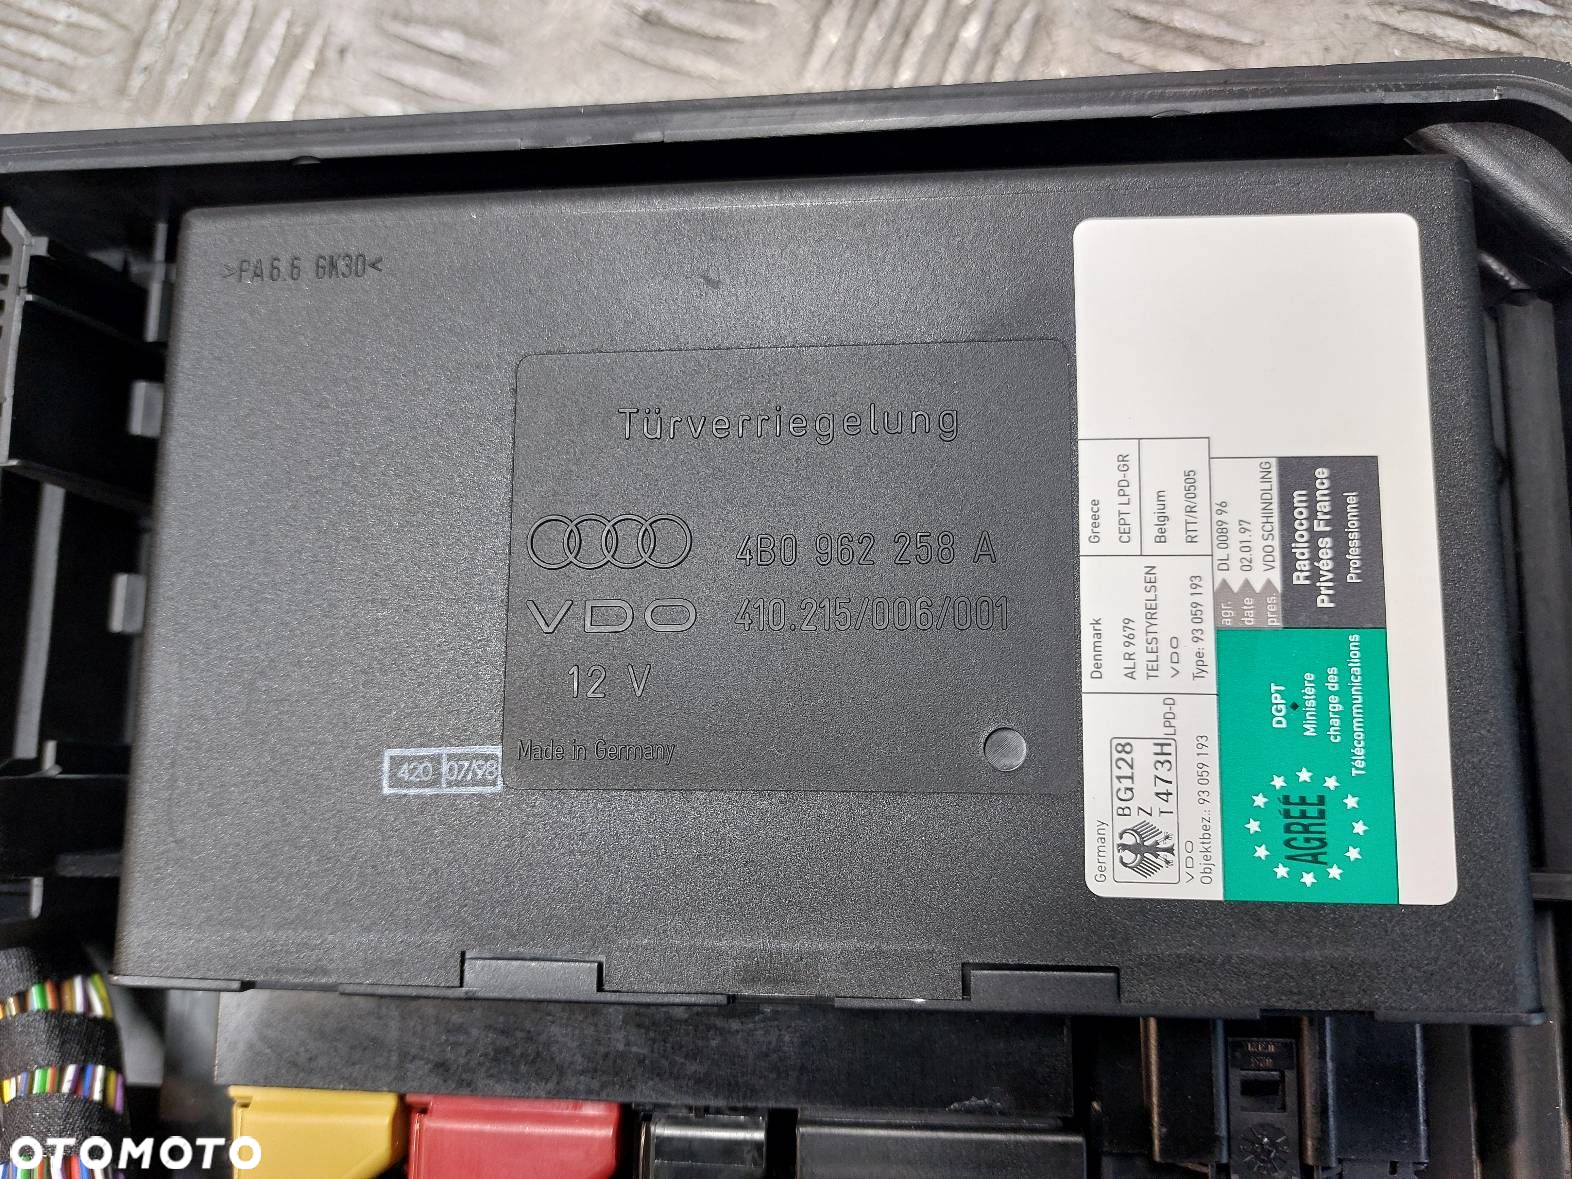 >PA6.6 GK30<
Türverriegelung
4B0 962 258 A
VDO 410.215/006/001
12 V
Made in Germany
420 07/98
Germany
BG128
Z
T473H
LPD-D
VDO
Objektbez.: 93 059 193
Denmark
ALR 9679
TELESTYRELSEN
VDO
Type: 93 059 193
Greece
CEPT LPD-GR
Belgium
RTT/R/0505
agr. DL 0089 96
date 02.01.97
pres. VDO SCHINDLING
Radiocom
Privées France
Professionnel
DGPT
Ministère
charge des
Télécommunications
AGRÉÉ
OTOMOTO